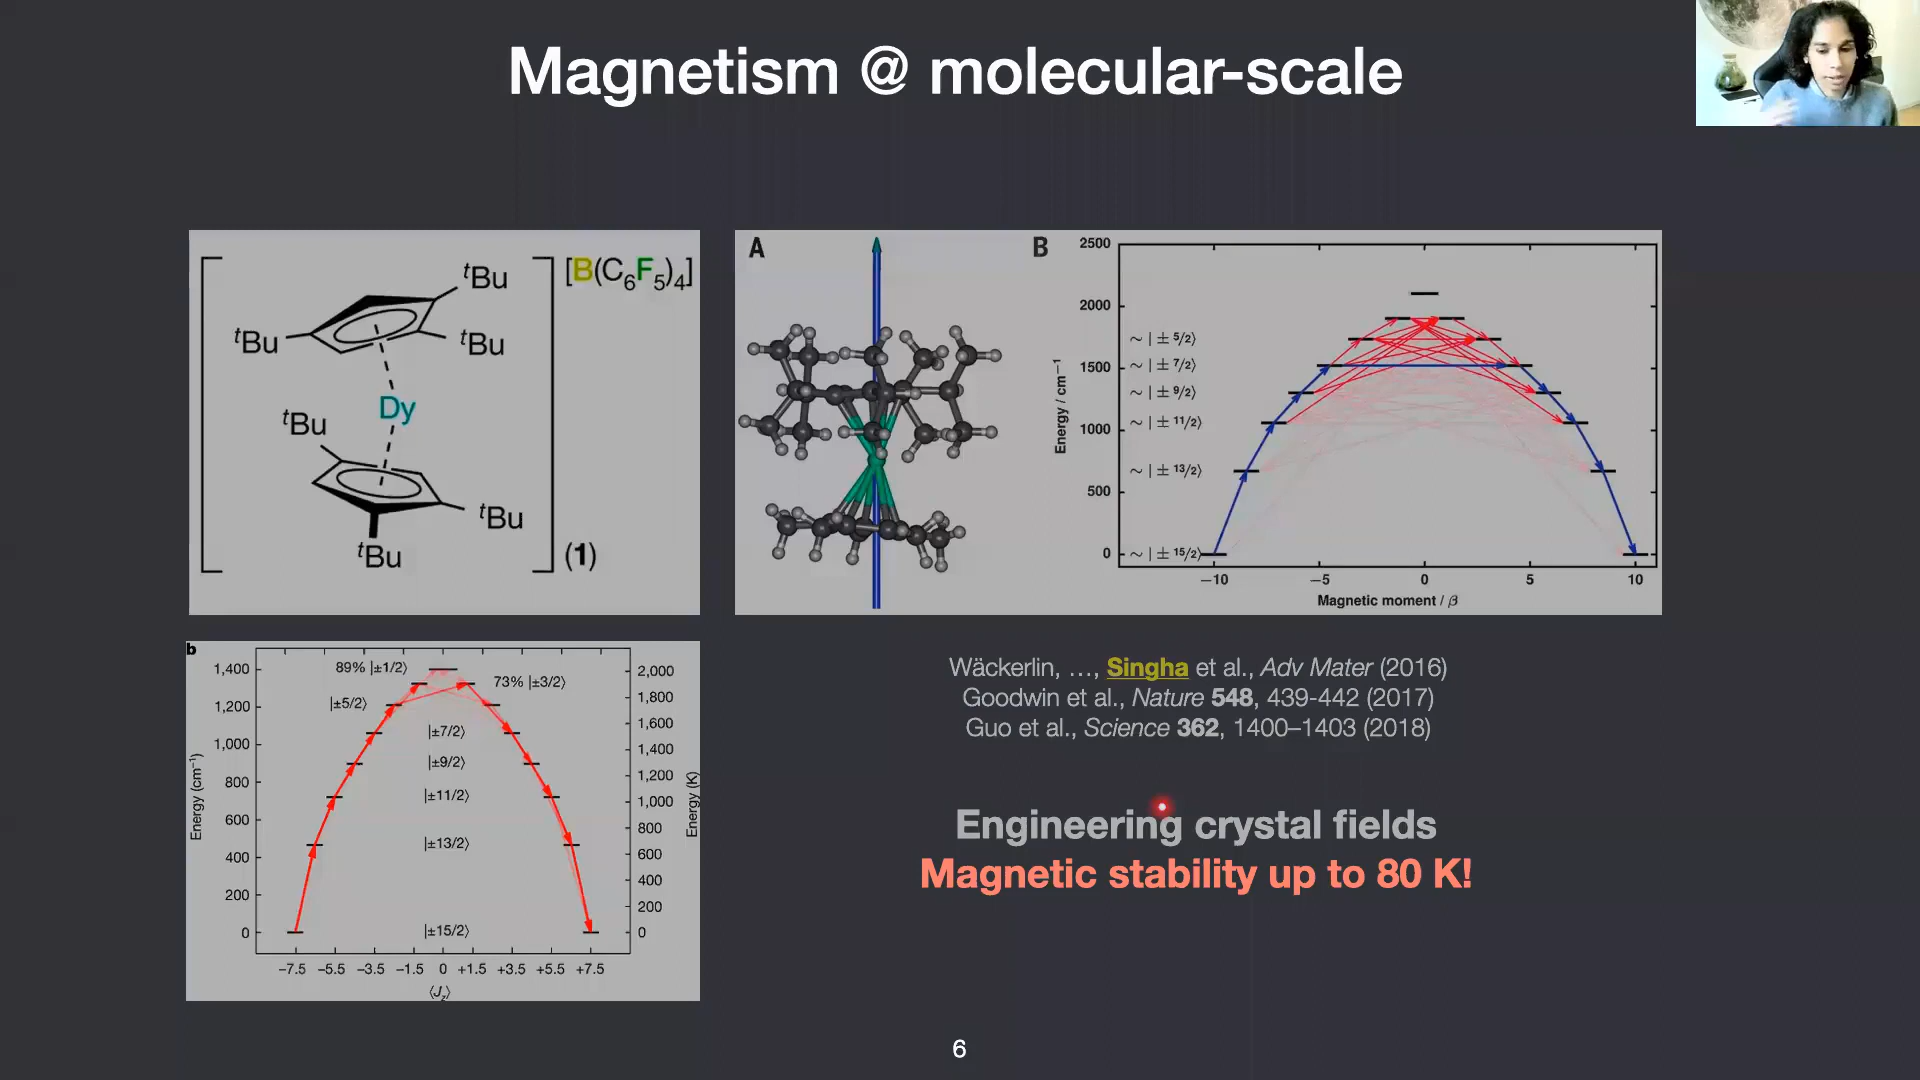 Magnetism @ molecular-scale
[B(C6F5)4]
tBu
tBu
tBu
Dy
tBu
tBu
tBu
(1)
A
B
2500
2000
1500
1000
500
0
Energy / cm−1
~ | ± 5/2⟩
~ | ± 7/2⟩
~ | ± 9/2⟩
~ | ± 11/2⟩
~ | ± 13/2⟩
~ | ± 15/2⟩
−10 −5 0 5 10
Magnetic moment / β
b
1,400
1,200
1,000
800
600
400
200
0
Energy (cm−1)
89% |±1/2⟩
73% |±3/2⟩
|±5/2⟩
|±7/2⟩
|±9/2⟩
|±11/2⟩
|±13/2⟩
|±15/2⟩
2,000
1,800
1,600
1,400
1,200
1,000
800
600
400
200
0
Energy (K)
−7.5 −5.5 −3.5 −1.5 0 +1.5 +3.5 +5.5 +7.5
⟨Jz⟩
Wäckerlin, ..., Singha et al., Adv Mater (2016)
Goodwin et al., Nature 548, 439-442 (2017)
Guo et al., Science 362, 1400–1403 (2018)
Engineering crystal fields
Magnetic stability up to 80 K!
6